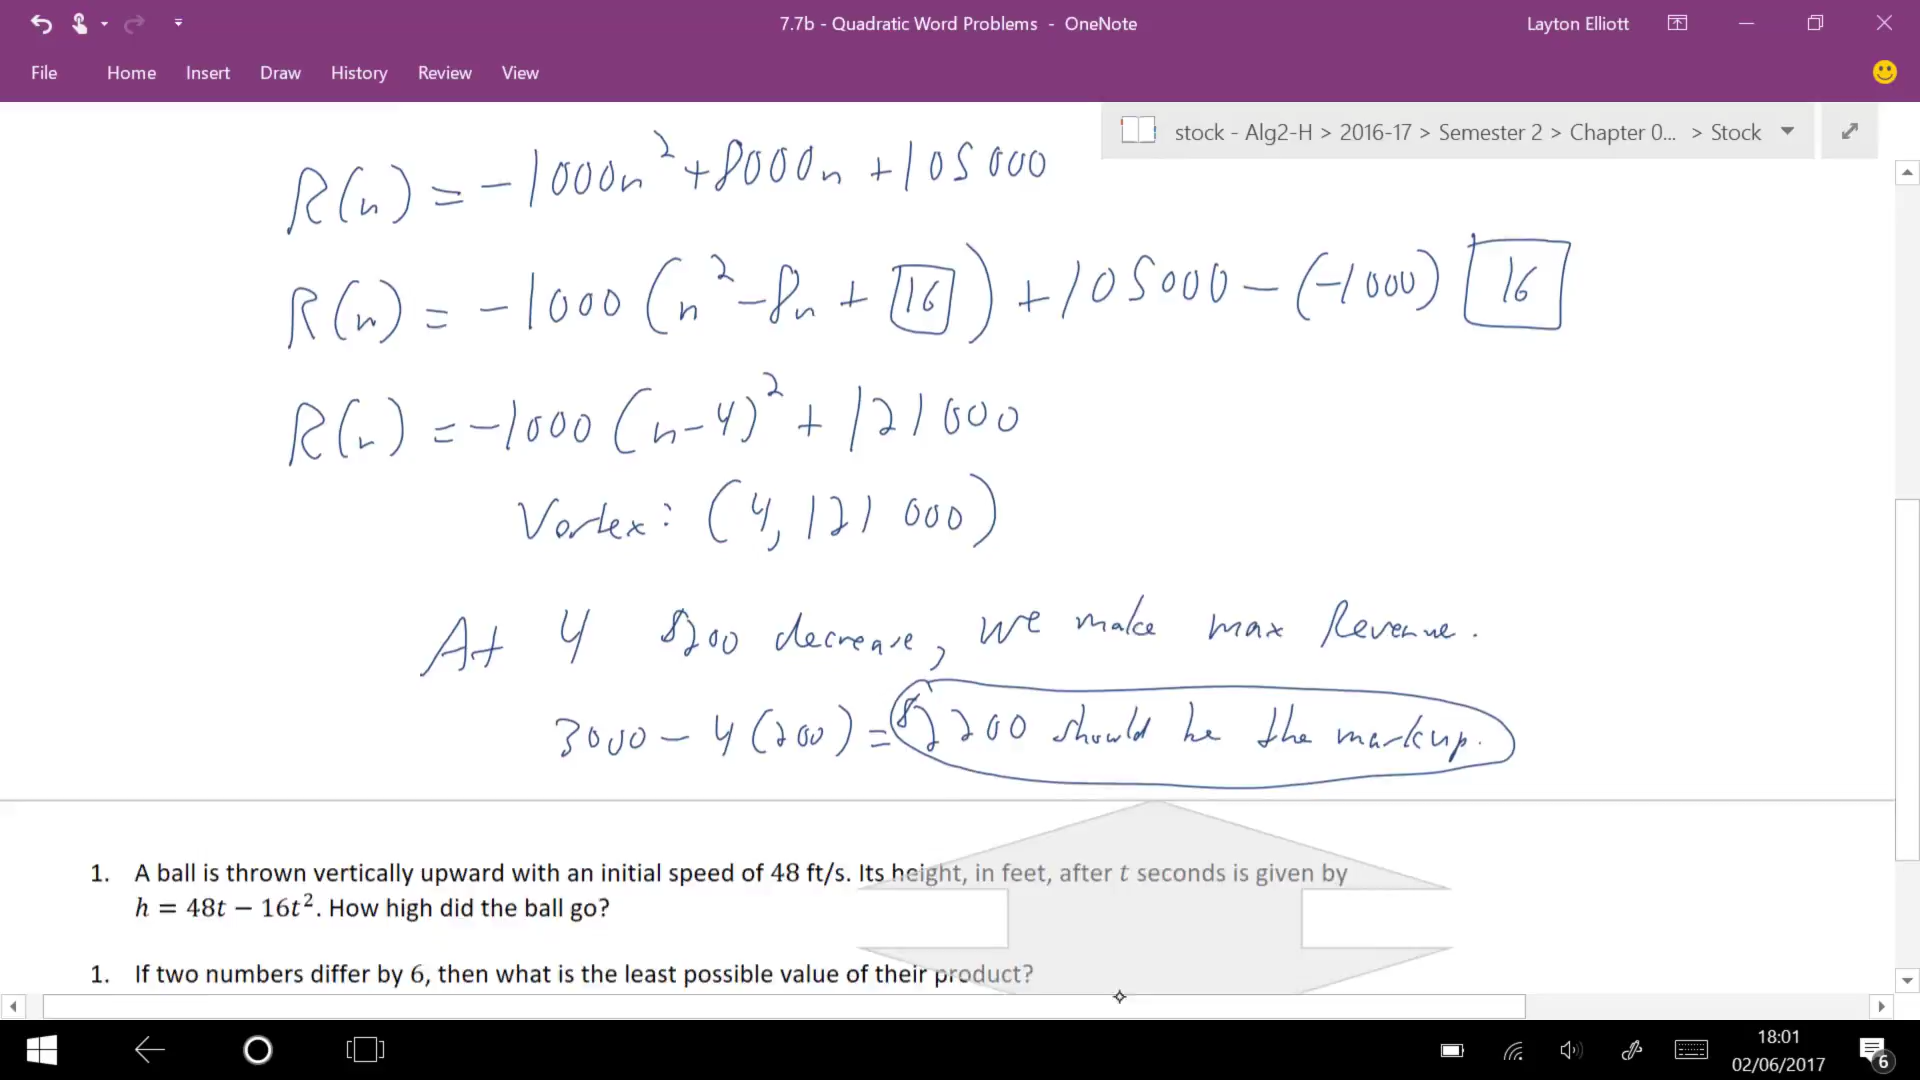 7.7b - Quadratic Word Problems - OneNote
Layton Elliott
File Home Insert Draw History Review View
stock - Alg2-H > 2016-17 > Semester 2 > Chapter 0... > Stock
R(n) = -1000n² + 8000n + 105000
R(n) = -1000 (n² - 8n + 16) + 105000 - (-1000) 16
R(n) = -1000 (n-4)² + 121000
Vertex: (4, 121 000)
At 4 $200 decrease, we make max Revenue.
3000 - 4(200) = $2200 should be the markup.
1. A ball is thrown vertically upward with an initial speed of 48 ft/s. Its height, in feet, after t seconds is given by
h = 48t − 16t². How high did the ball go?
1. If two numbers differ by 6, then what is the least possible value of their product?
18:01
02/06/2017
6